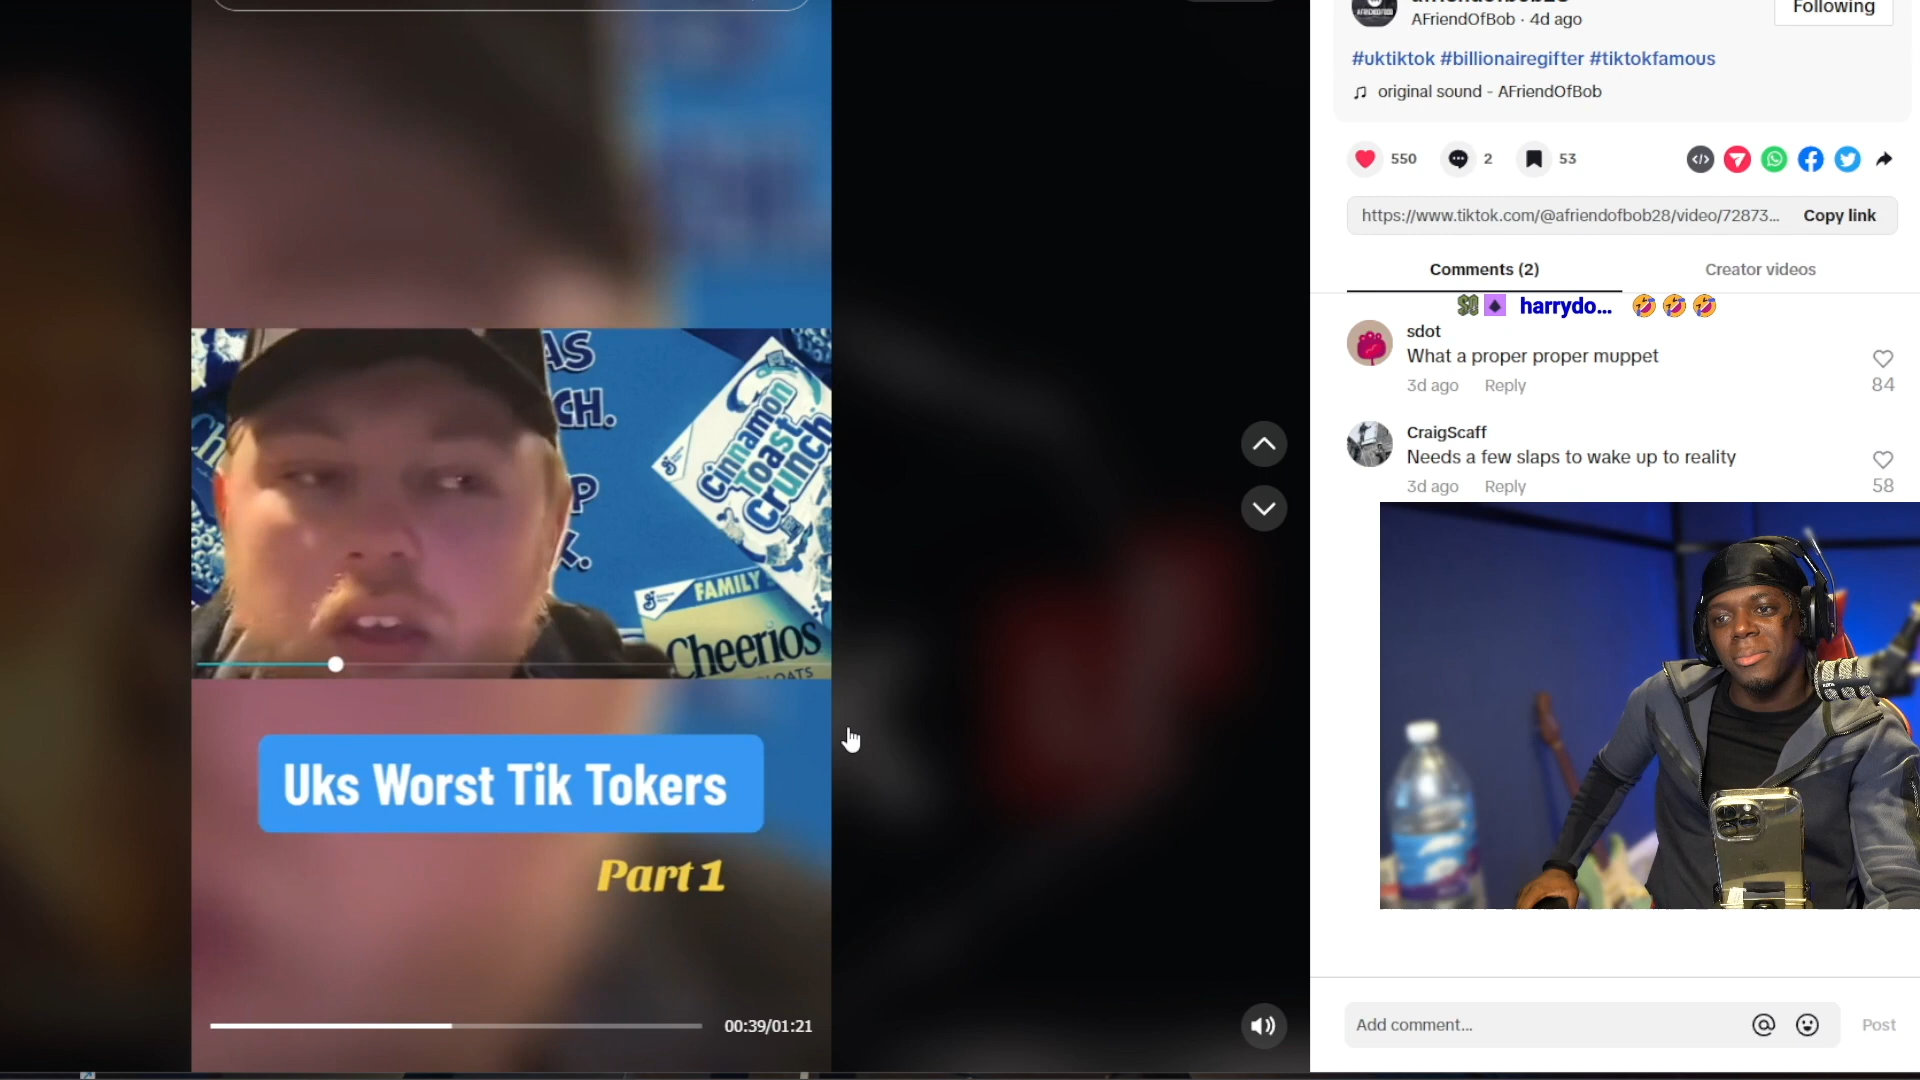 AFriendOfBob · 4d ago
Following
#uktiktok #billionairegifter #tiktokfamous
original sound - AFriendOfBob
550
2
53
https://www.tiktok.com/@afriendofbob28/video/72873...
Copy link
Comments (2)
Creator videos
harrydo... 🤣🤣🤣
sdot
What a proper proper muppet
3d ago
Reply
84
CraigScaff
Needs a few slaps to wake up to reality
3d ago
Reply
58
AS
CH.
Cinnamon
Toast
Crunch
P
K.
FAMILY
Cheerios
OATS
Uks Worst Tik Tokers
Part 1
00:39/01:21
Add comment...
Post